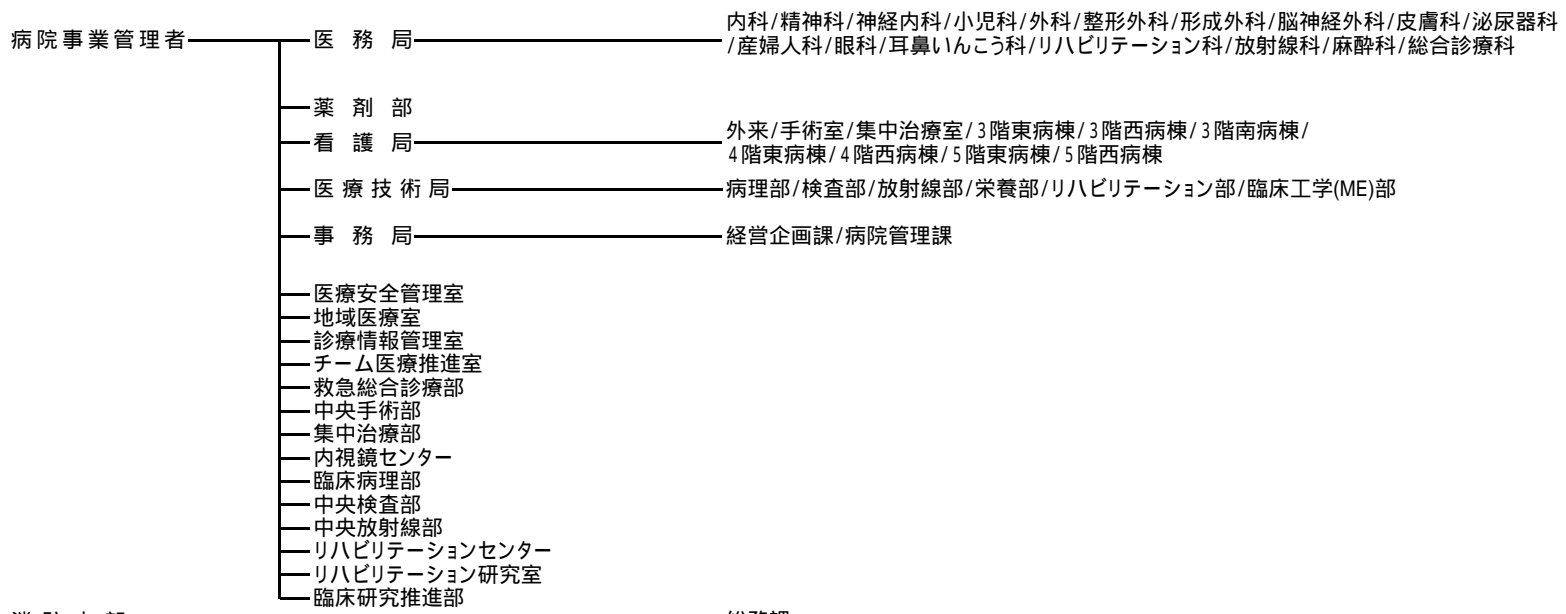 病院事業管理者 医務局 内科/精神科/神経内科/小児科/外科/整形外科/形成外科/脳神経外科/皮膚科/泌尿器科
/産婦人科/眼科/耳鼻いんこう科/リハビリテーション科/放射線科/麻酔科/総合診療科
薬剤部
看護局 外来/手術室/集中治療室/3階東病棟/3階西病棟/3階南病棟/
4階東病棟/4階西病棟/5階東病棟/5階西病棟
医療技術局 病理部/検査部/放射線部/栄養部/リハビリテーション部/臨床工学(ME)部
事務局 経営企画課/病院管理課
医療安全管理室
地域医療室
診療情報管理室
チーム医療推進室
救急総合診療部
中央手術部
集中治療部
内視鏡センター
臨床病理部
中央検査部
中央放射線部
リハビリテーションセンター
リハビリテーション研究室
臨床研究推進部